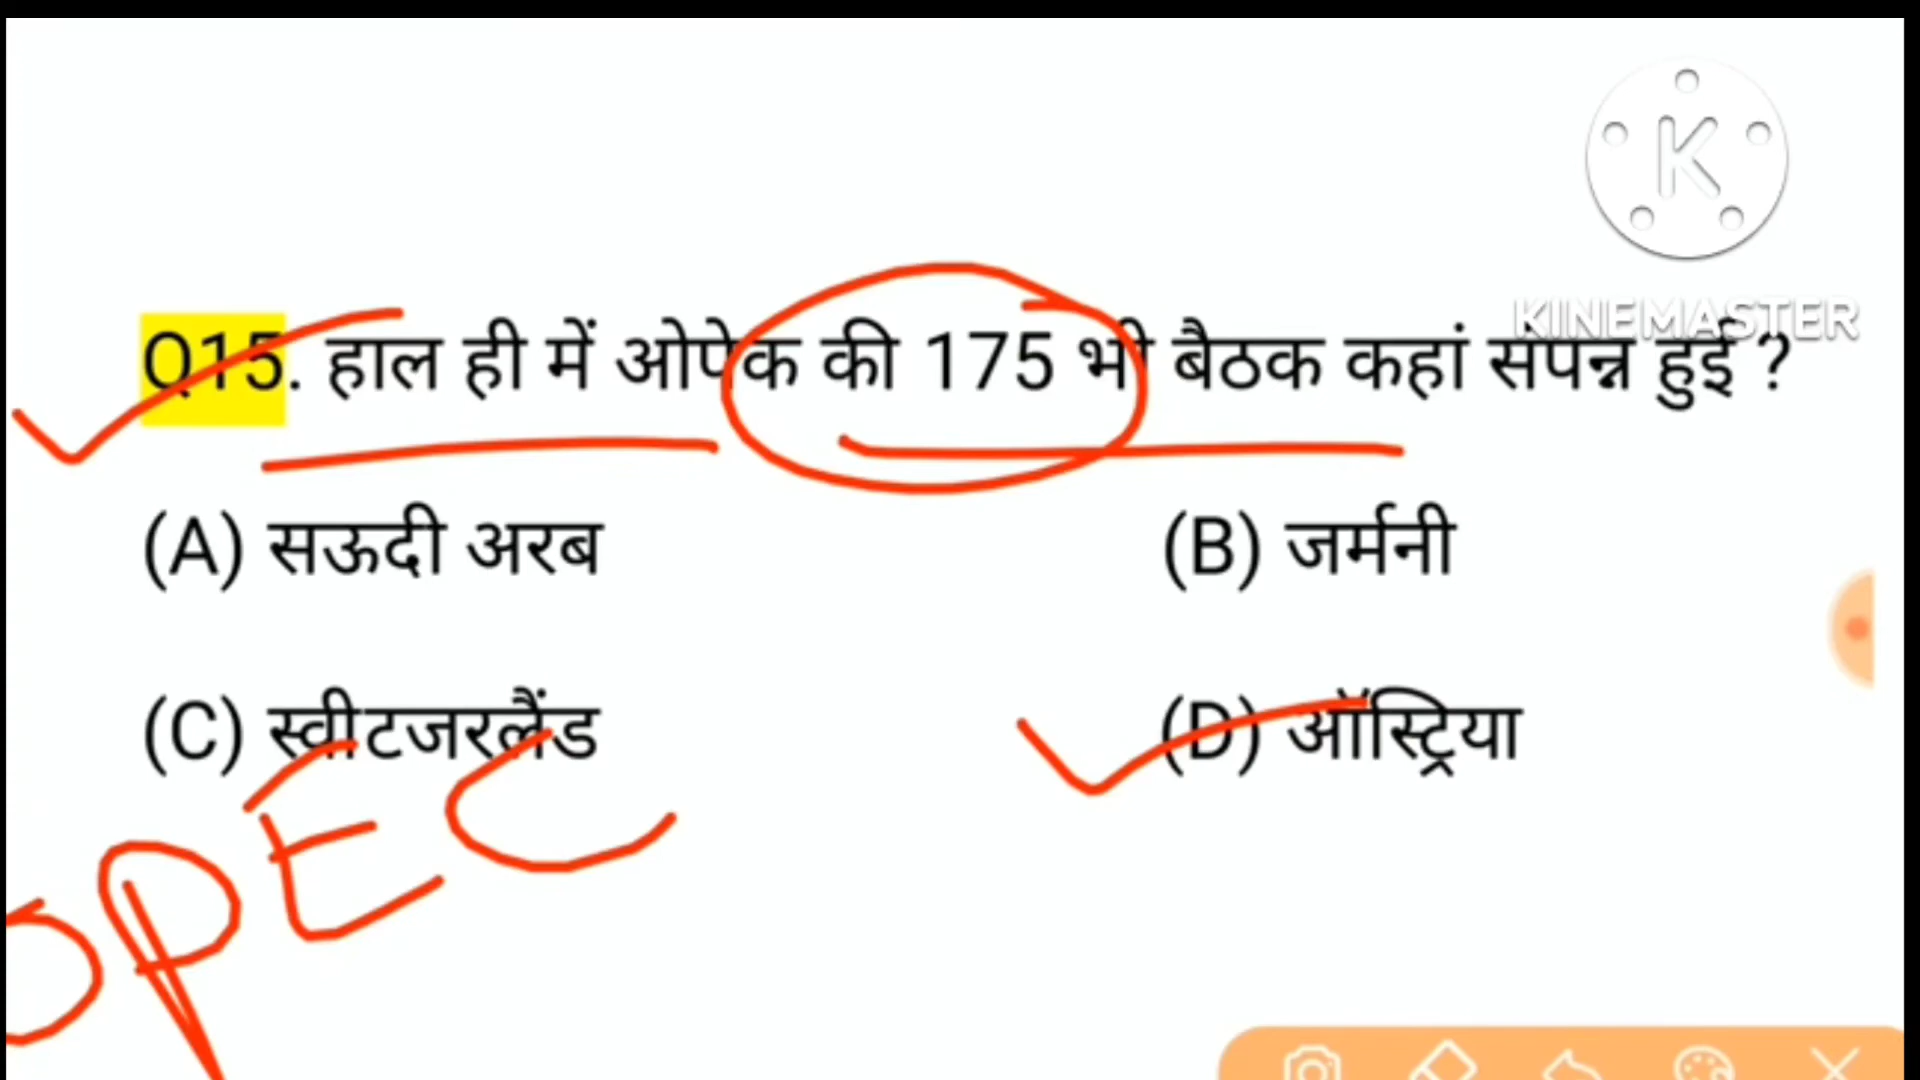 K
KINEMASTER
Q15. हाल ही में ओपेक की 175 भी बैठक कहां संपन्न हुई ?
(A) सऊदी अरब
(B) जर्मनी
(C) स्वीटजरलैंड
(D) ऑस्ट्रिया
OPEC